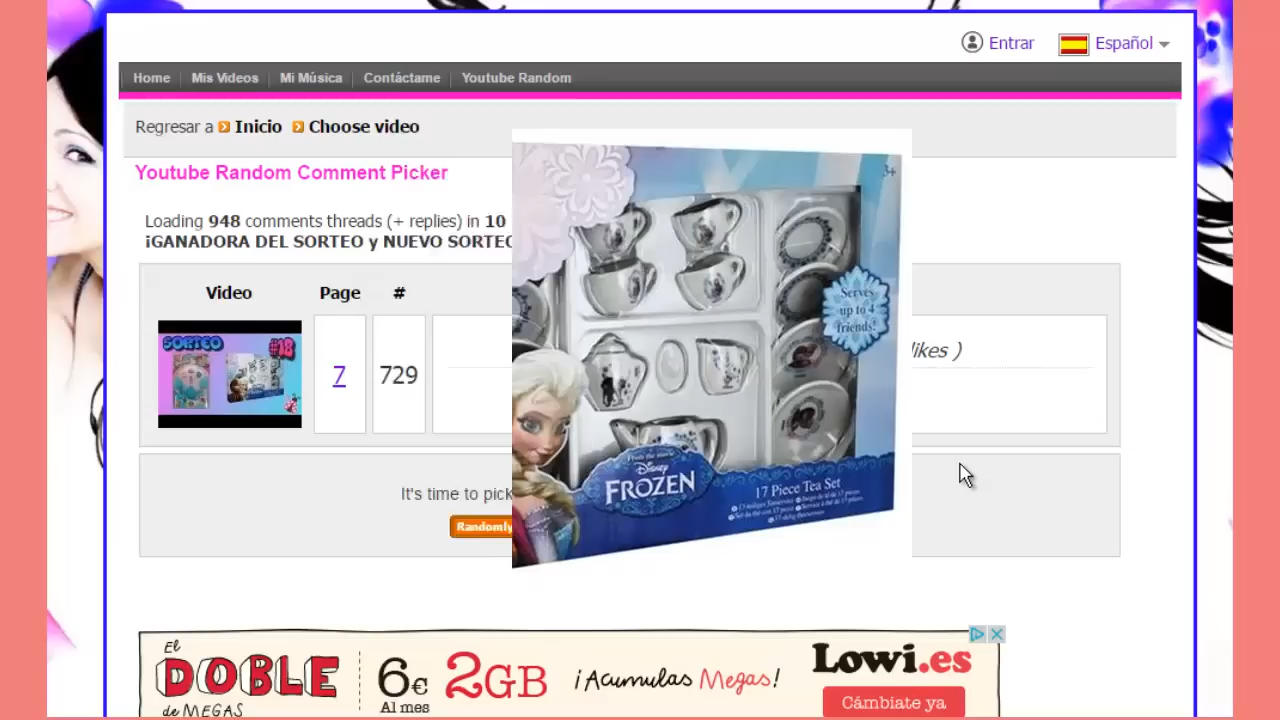 Entrar
Español
Home
Mis Videos
Mi Música
Contáctame
Youtube Random
Regresar a Inicio Choose video
Youtube Random Comment Picker
Loading 948 comments threads (+ replies) in 10
¡GANADORA DEL SORTEO y NUEVO SORTEO
Video
Page
#
SORTEO
#18
7
729
likes )
3+
Serves
up to 4
friends!
From the movie
Disney
FROZEN
17 Piece Tea Set
It's time to pick
Randomly
El
DOBLE
de MEGAS
6€
Al mes
2GB
¡Acumulas Megas!
Lowi.es
Cámbiate ya